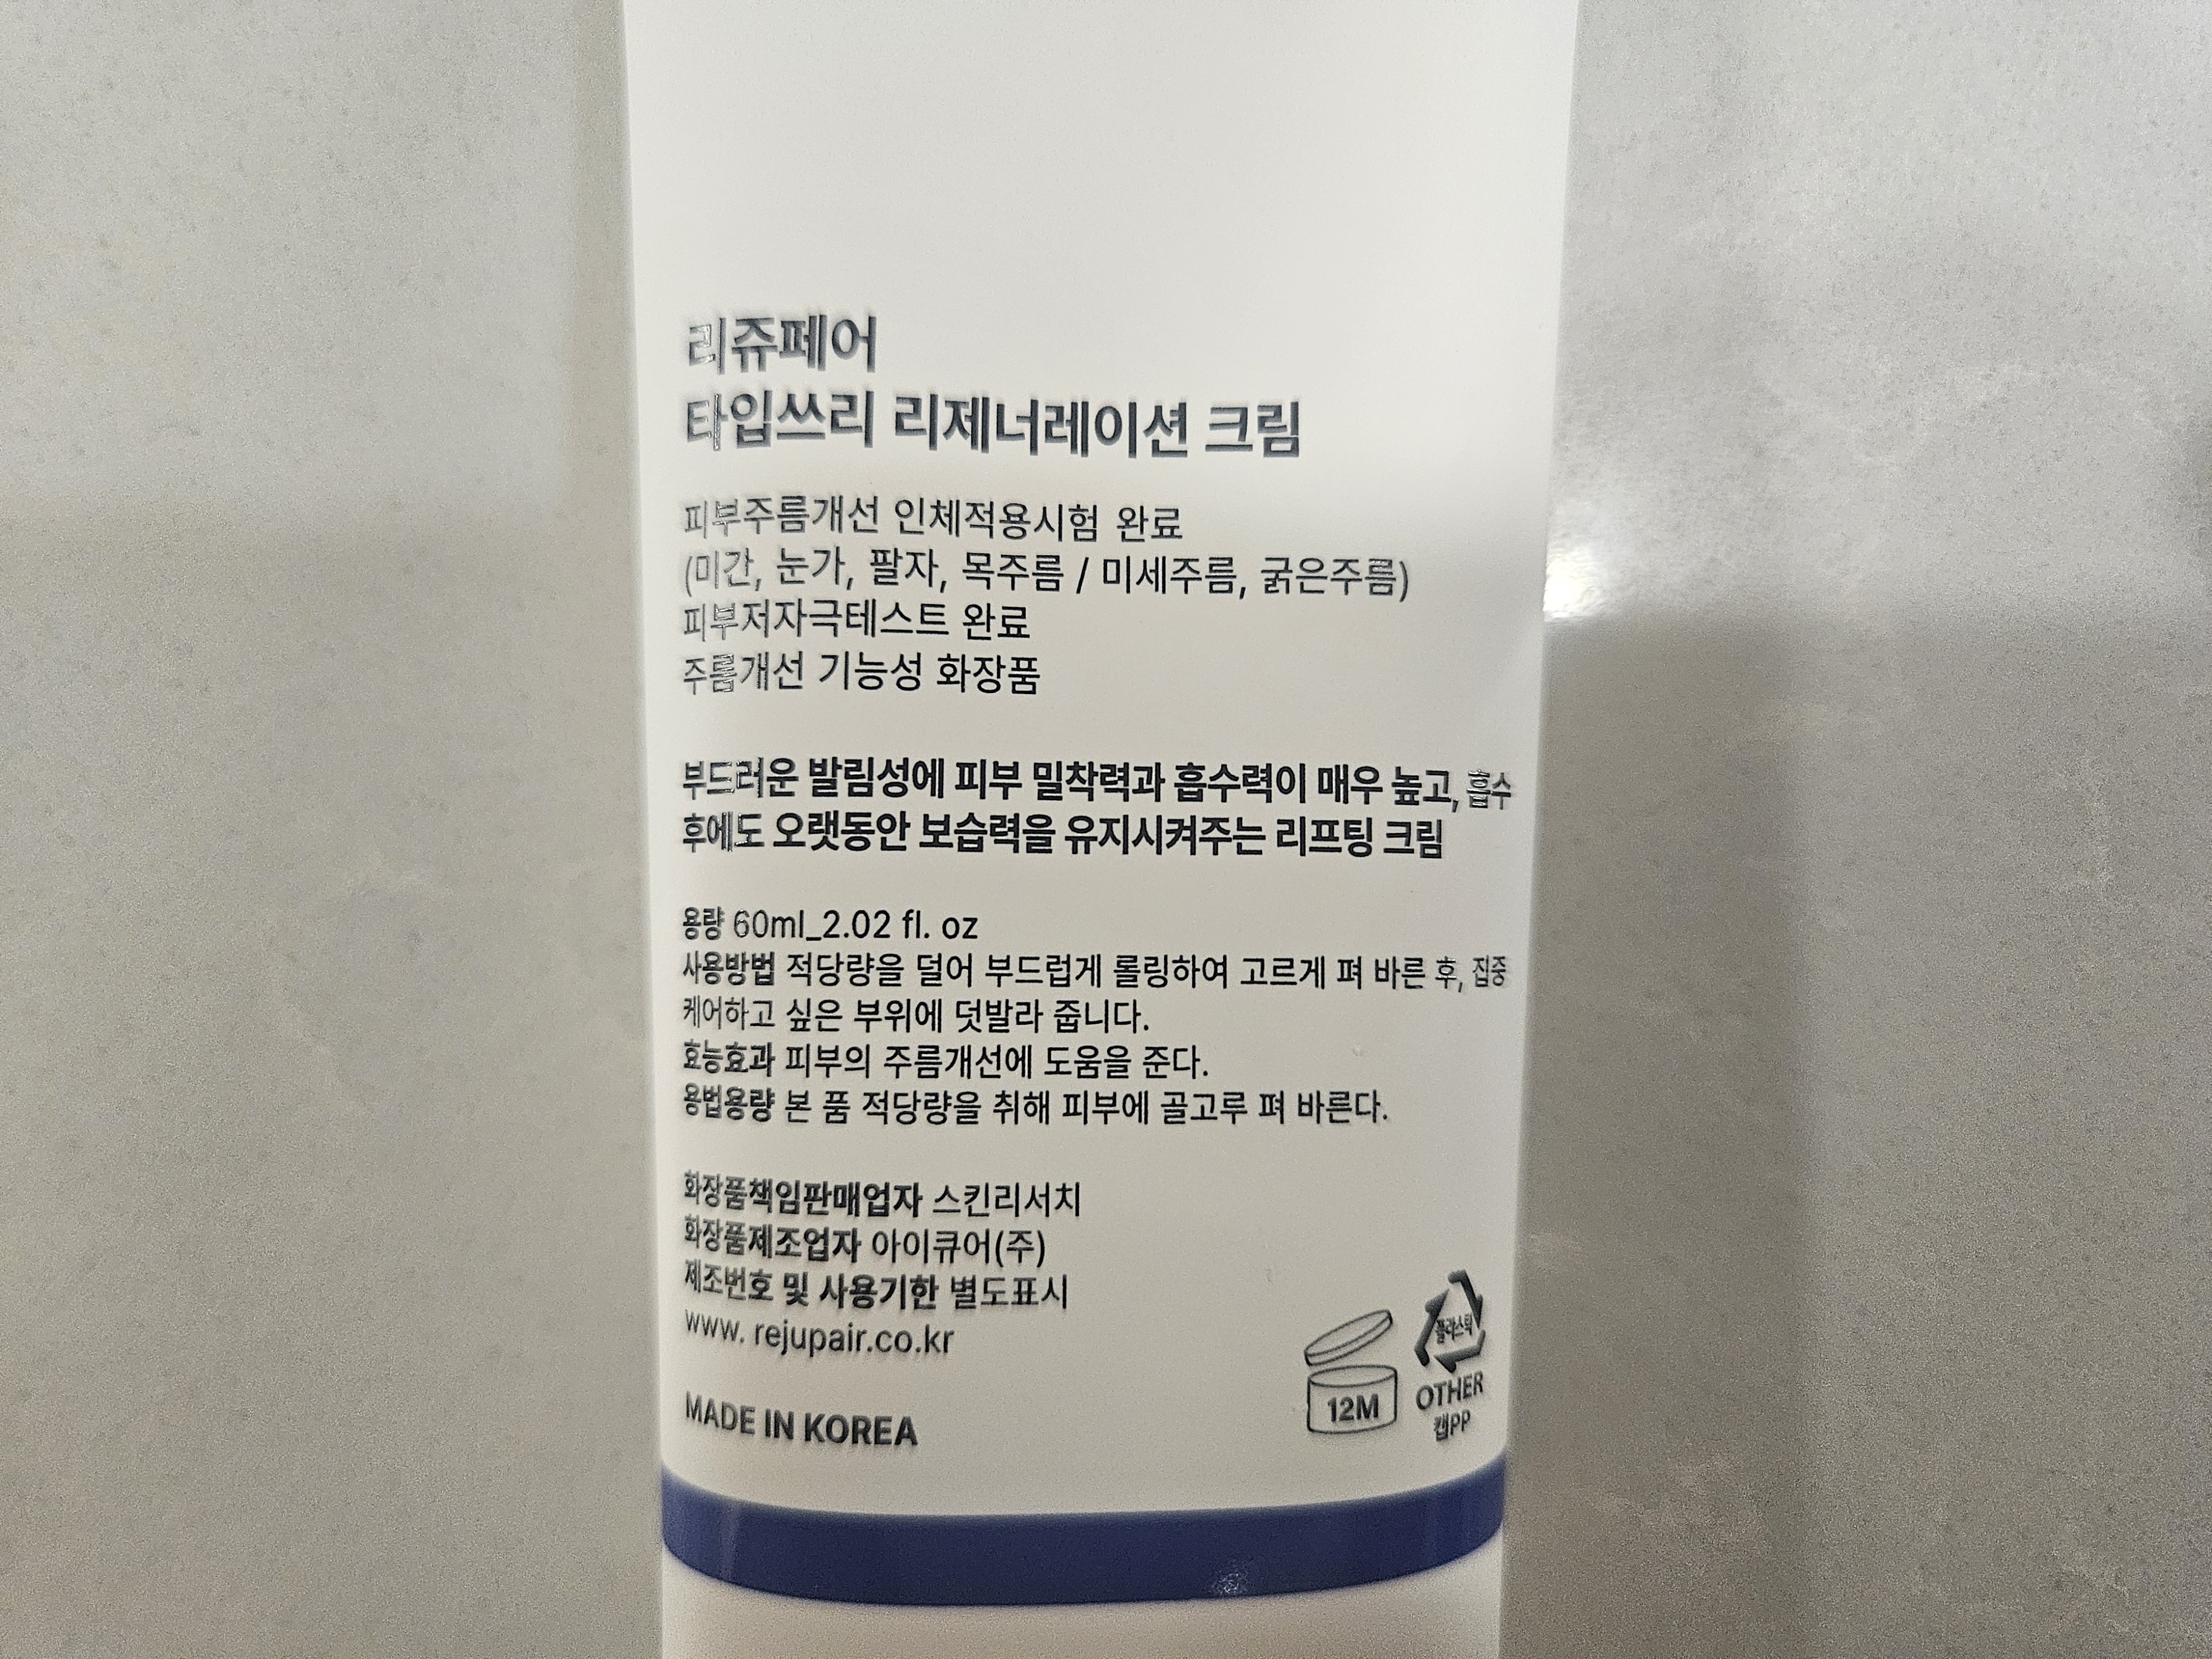 리쥬페어
타입쓰리 리제너레이션 크림
피부주름개선 인체적용시험 완료
(미간, 눈가, 팔자, 목주름 / 미세주름, 굵은주름)
피부저자극테스트 완료
주름개선 기능성 화장품
부드러운 발림성에 피부 밀착력과 흡수력이 매우 높고, 흡수
후에도 오랫동안 보습력을 유지시켜주는 리프팅 크림
용량 60ml_2.02 fl. oz
사용방법 적당량을 덜어 부드럽게 롤링하여 고르게 펴 바른 후, 집중
케어하고 싶은 부위에 덧발라 줍니다.
효능효과 피부의 주름개선에 도움을 준다.
용법용량 본 품 적당량을 취해 피부에 골고루 펴 바른다.
화장품책임판매업자 스킨리서치
화장품제조업자 아이큐어(주)
제조번호 및 사용기한 별도표시
www. rejupair.co.kr
MADE IN KOREA
12M
플라스틱
OTHER
캡PP